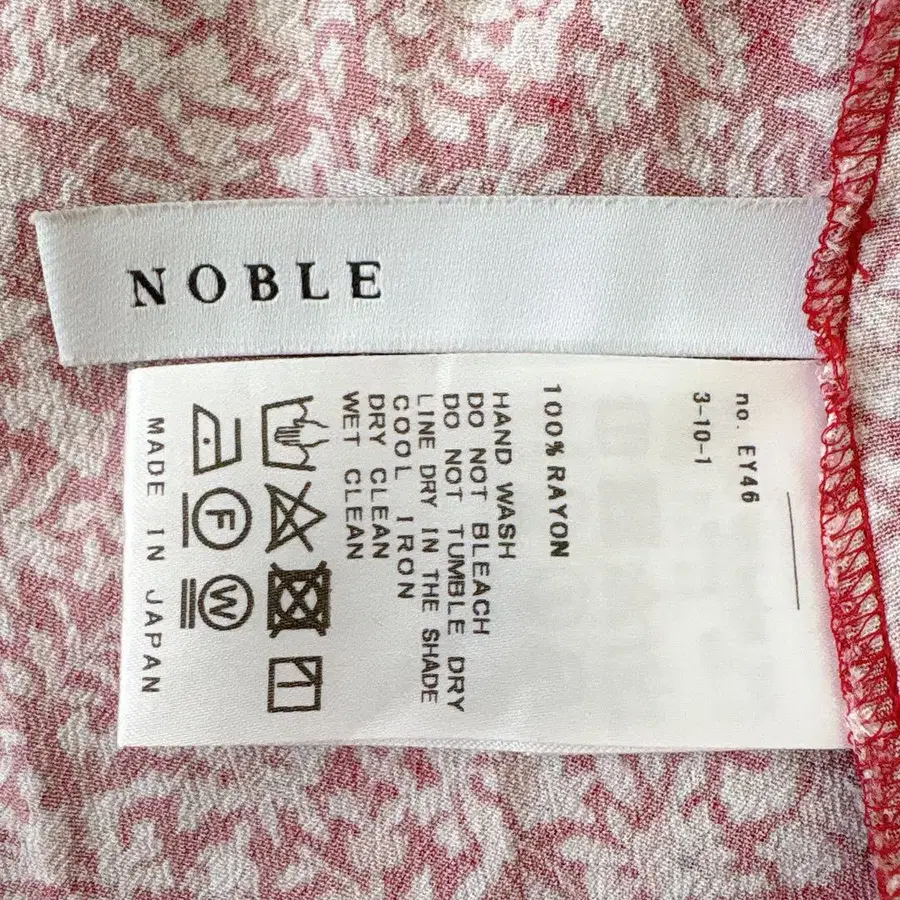 NOBLE
no. EY46
3-10-1
100% RAYON
HAND WASH
DO NOT BLEACH
DO NOT TUMBLE DRY
LINE DRY IN THE SHADE
COOL IRON
DRY CLEAN
WET CLEAN
F W
MADE IN JAPAN